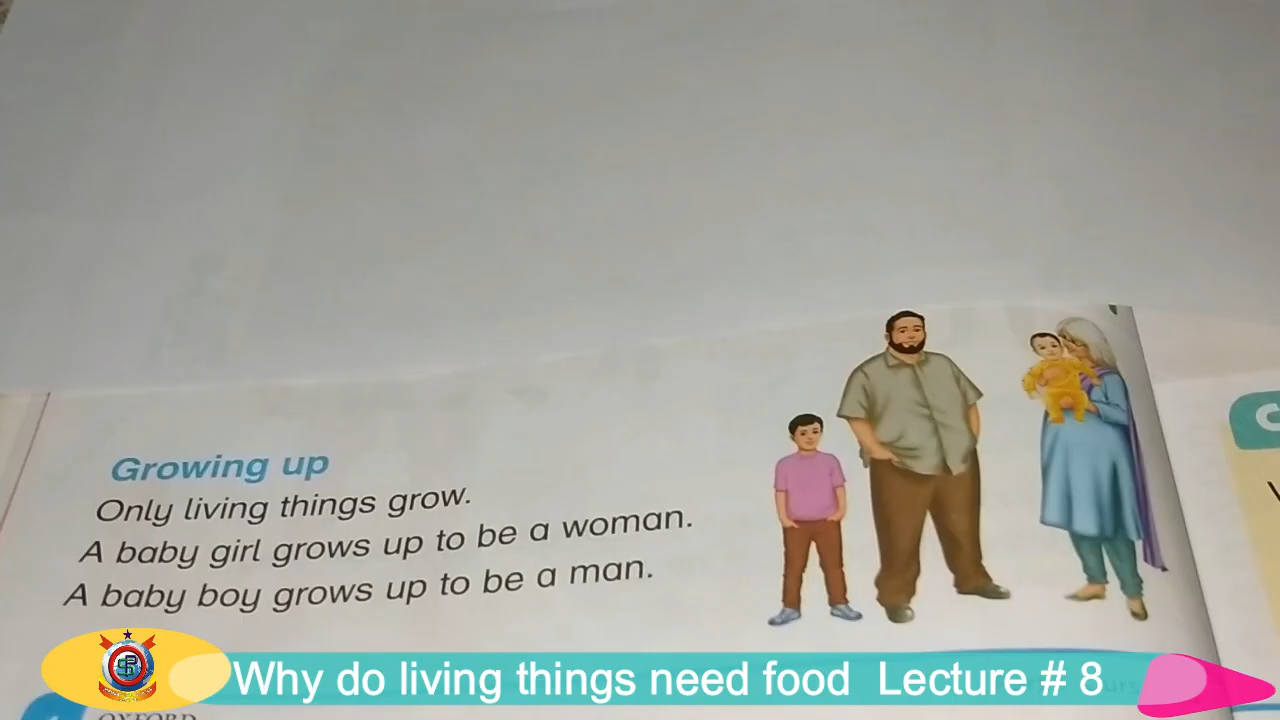 Growing up
Only living things grow.
A baby girl grows up to be a woman.
A baby boy grows up to be a man.
Why do living things need food Lecture # 8
OXFORD